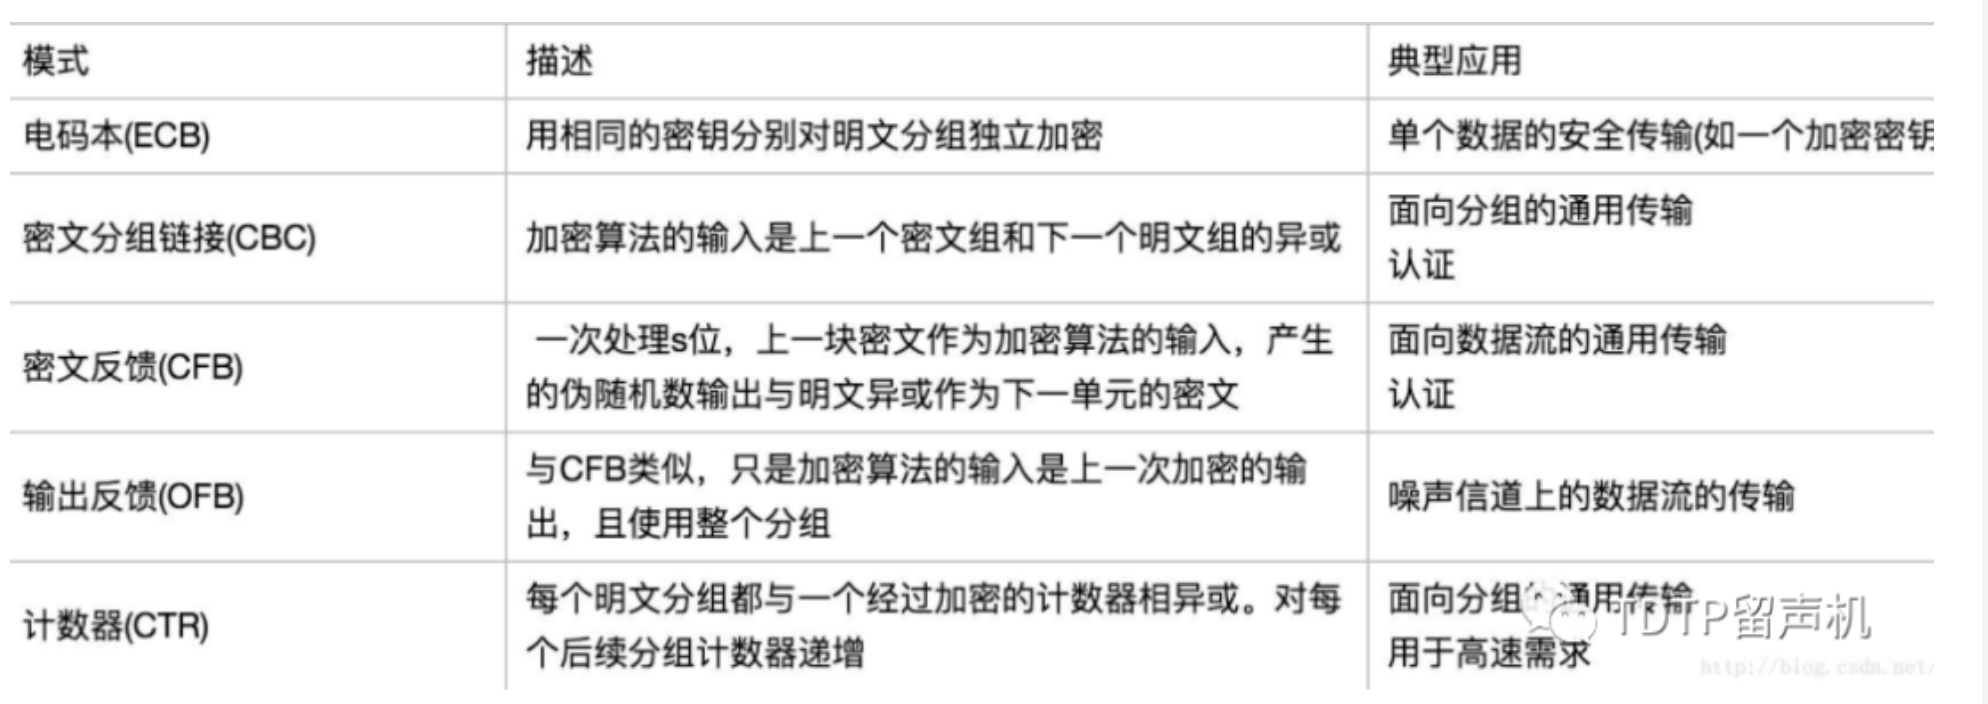 模式
描述
典型应用
电码本(ECB)
用相同的密钥分别对明文分组独立加密
单个数据的安全传输(如一个加密密钥
密文分组链接(CBC)
加密算法的输入是上一个密文组和下一个明文组的异或
面向分组的通用传输
认证
密文反馈(CFB)
一次处理s位，上一块密文作为加密算法的输入，产生
的伪随机数输出与明文异或作为下一单元的密文
面向数据流的通用传输
认证
输出反馈(OFB)
与CFB类似，只是加密算法的输入是上一次加密的输
出，且使用整个分组
噪声信道上的数据流的传输
计数器(CTR)
每个明文分组都与一个经过加密的计数器相异或。对每
个后续分组计数器递增
面向分组的通用传输
用于高速需求
TDTP留声机
http://blog.csdn.net/